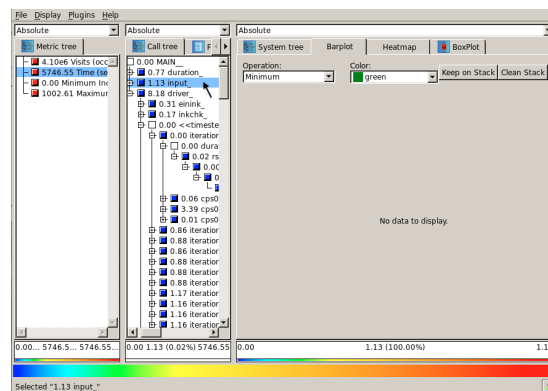 File Display Plugins Help
Absolute Absolute Absolute
Metric tree Call tree F System tree Barplot Heatmap BoxPlot
4.10e6 Visits (occ
5746.55 Time (se
0.00 Minimum Inc
1002.61 Maximur
0.00 MAIN__
0.77 duration_
1.13 input_
8.18 driver_
0.31 einink_
0.17 inkchk_
0.00 <<timeste
0.00 iteration
0.00 dura
0.02 rs
0.00
0
0.06 cps0
3.39 cps0
0.01 cps0
0.86 iteration
0.88 iteration
0.86 iteration
0.88 iteration
0.88 iteration
0.88 iteration
1.17 iteration
1.16 iteration
1.16 iteration
1.16 iteration
Operation:
Minimum
Color:
green
Keep on Stack Clean Stack
No data to display.
0.00... 5746.5... 5746.55... 0.00 1.13 (0.02%) 5746.55 0.00 1.13 (100.00%) 1.1
Selected "1.13 input_"